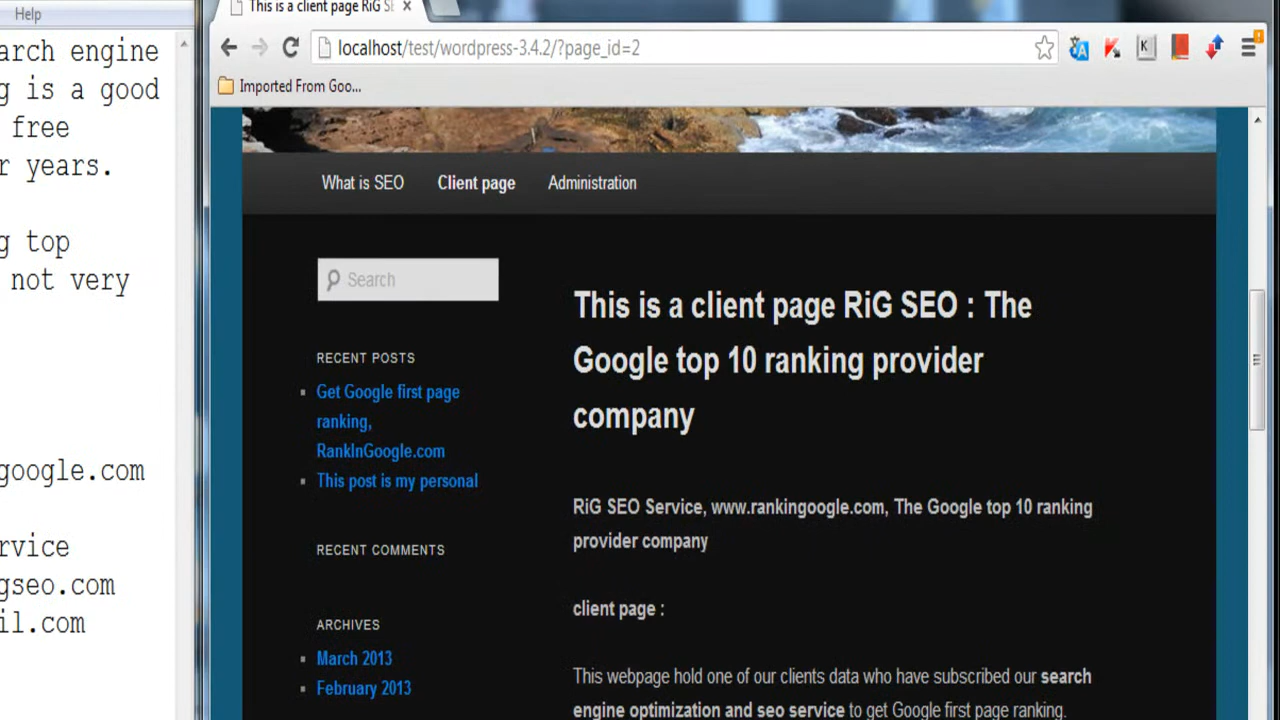 Help
arch engine
g is a good
free
r years.
g top
not very
google.com
rvice
gseo.com
il.com
This is a client page RiG SE
localhost/test/wordpress-3.4.2/?page_id=2
Imported From Goo...
What is SEO Client page Administration
Search
RECENT POSTS
Get Google first page
ranking,
RankInGoogle.com
This post is my personal
RECENT COMMENTS
ARCHIVES
March 2013
February 2013
This is a client page RiG SEO : The
Google top 10 ranking provider
company
RiG SEO Service, www.rankingoogle.com, The Google top 10 ranking
provider company
client page :
This webpage hold one of our clients data who have subscribed our search
engine optimization and seo service to get Google first page ranking.